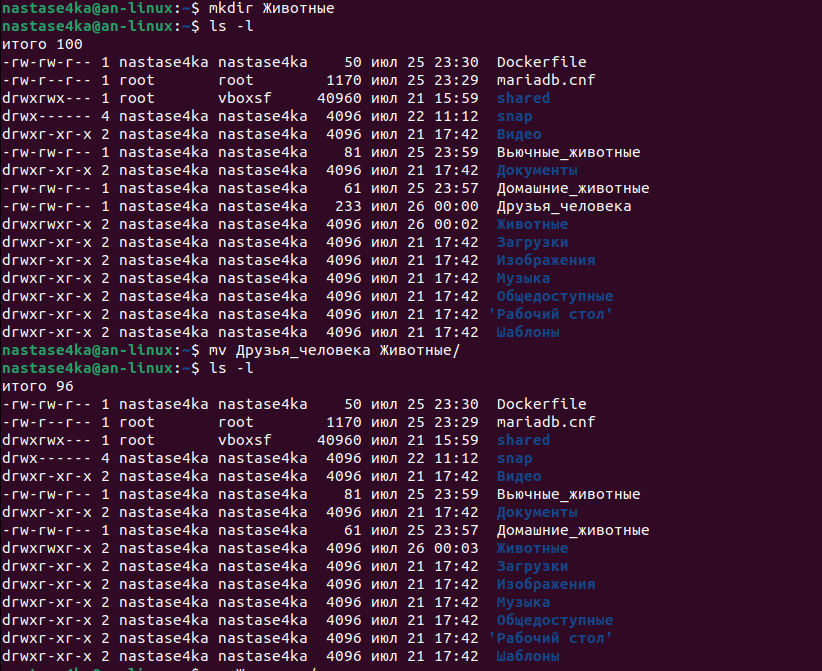 nastase4ka@an-linux:~$ mkdir Животные
nastase4ka@an-linux:~$ ls -l
итого 100
-rw-rw-r-- 1 nastase4ka nastase4ka    50 июл 25 23:30  Dockerfile
-rw-r--r-- 1 root       root        1170 июл 25 23:29  mariadb.cnf
drwxrwx--- 1 root       vboxsf     40960 июл 21 15:59  shared
drwx------ 4 nastase4ka nastase4ka  4096 июл 22 11:12  snap
drwxr-xr-x 2 nastase4ka nastase4ka  4096 июл 21 17:42  Видео
-rw-rw-r-- 1 nastase4ka nastase4ka    81 июл 25 23:59  Вьючные_животные
drwxr-xr-x 2 nastase4ka nastase4ka  4096 июл 21 17:42  Документы
-rw-rw-r-- 1 nastase4ka nastase4ka    61 июл 25 23:57  Домашние_животные
-rw-rw-r-- 1 nastase4ka nastase4ka   233 июл 26 00:00  Друзья_человека
drwxrwxr-x 2 nastase4ka nastase4ka  4096 июл 26 00:02  Животные
drwxr-xr-x 2 nastase4ka nastase4ka  4096 июл 21 17:42  Загрузки
drwxr-xr-x 2 nastase4ka nastase4ka  4096 июл 21 17:42  Изображения
drwxr-xr-x 2 nastase4ka nastase4ka  4096 июл 21 17:42  Музыка
drwxr-xr-x 2 nastase4ka nastase4ka  4096 июл 21 17:42  Общедоступные
drwxr-xr-x 2 nastase4ka nastase4ka  4096 июл 21 17:42 'Рабочий стол'
drwxr-xr-x 2 nastase4ka nastase4ka  4096 июл 21 17:42  Шаблоны
nastase4ka@an-linux:~$ mv Друзья_человека Животные/
nastase4ka@an-linux:~$ ls -l
итого 96
-rw-rw-r-- 1 nastase4ka nastase4ka    50 июл 25 23:30  Dockerfile
-rw-r--r-- 1 root       root        1170 июл 25 23:29  mariadb.cnf
drwxrwx--- 1 root       vboxsf     40960 июл 21 15:59  shared
drwx------ 4 nastase4ka nastase4ka  4096 июл 22 11:12  snap
drwxr-xr-x 2 nastase4ka nastase4ka  4096 июл 21 17:42  Видео
-rw-rw-r-- 1 nastase4ka nastase4ka    81 июл 25 23:59  Вьючные_животные
drwxr-xr-x 2 nastase4ka nastase4ka  4096 июл 21 17:42  Документы
-rw-rw-r-- 1 nastase4ka nastase4ka    61 июл 25 23:57  Домашние_животные
drwxrwxr-x 2 nastase4ka nastase4ka  4096 июл 26 00:03  Животные
drwxr-xr-x 2 nastase4ka nastase4ka  4096 июл 21 17:42  Загрузки
drwxr-xr-x 2 nastase4ka nastase4ka  4096 июл 21 17:42  Изображения
drwxr-xr-x 2 nastase4ka nastase4ka  4096 июл 21 17:42  Музыка
drwxr-xr-x 2 nastase4ka nastase4ka  4096 июл 21 17:42  Общедоступные
drwxr-xr-x 2 nastase4ka nastase4ka  4096 июл 21 17:42 'Рабочий стол'
drwxr-xr-x 2 nastase4ka nastase4ka  4096 июл 21 17:42  Шаблоны